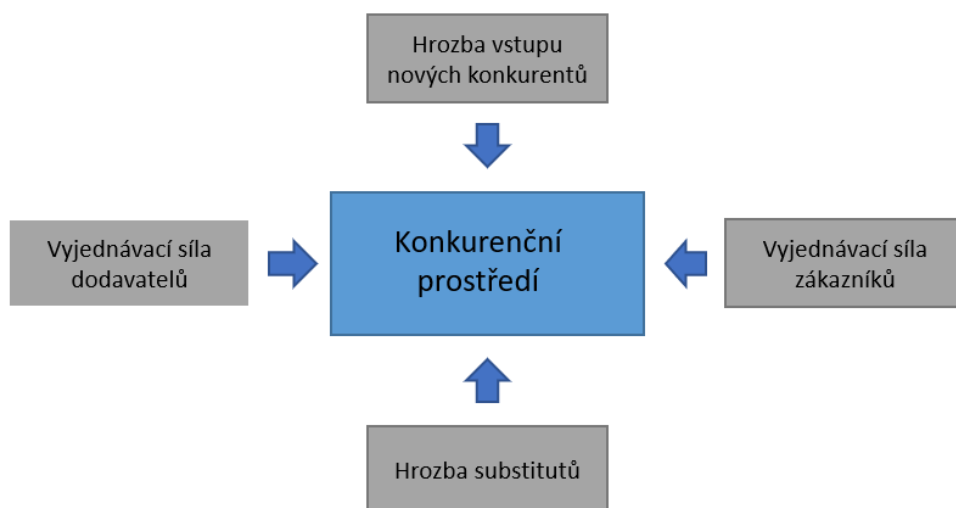 Hrozba vstupu
nových konkurentů
Vyjednávací síla
dodavatelů
Konkurenční
prostředí
Vyjednávací síla
zákazníků
Hrozba substitutů